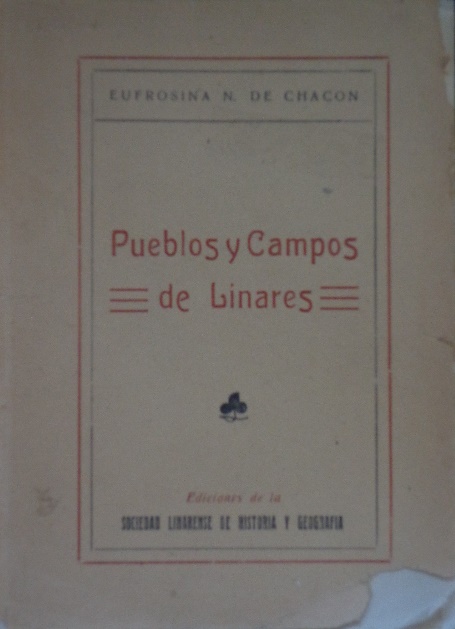 EUFROSINA N. DE CHACON
Pueblos y Campos
de Linares
Ediciones de la
SOCIEDAD LINARENSE DE HISTORIA Y GEOGRAFIA